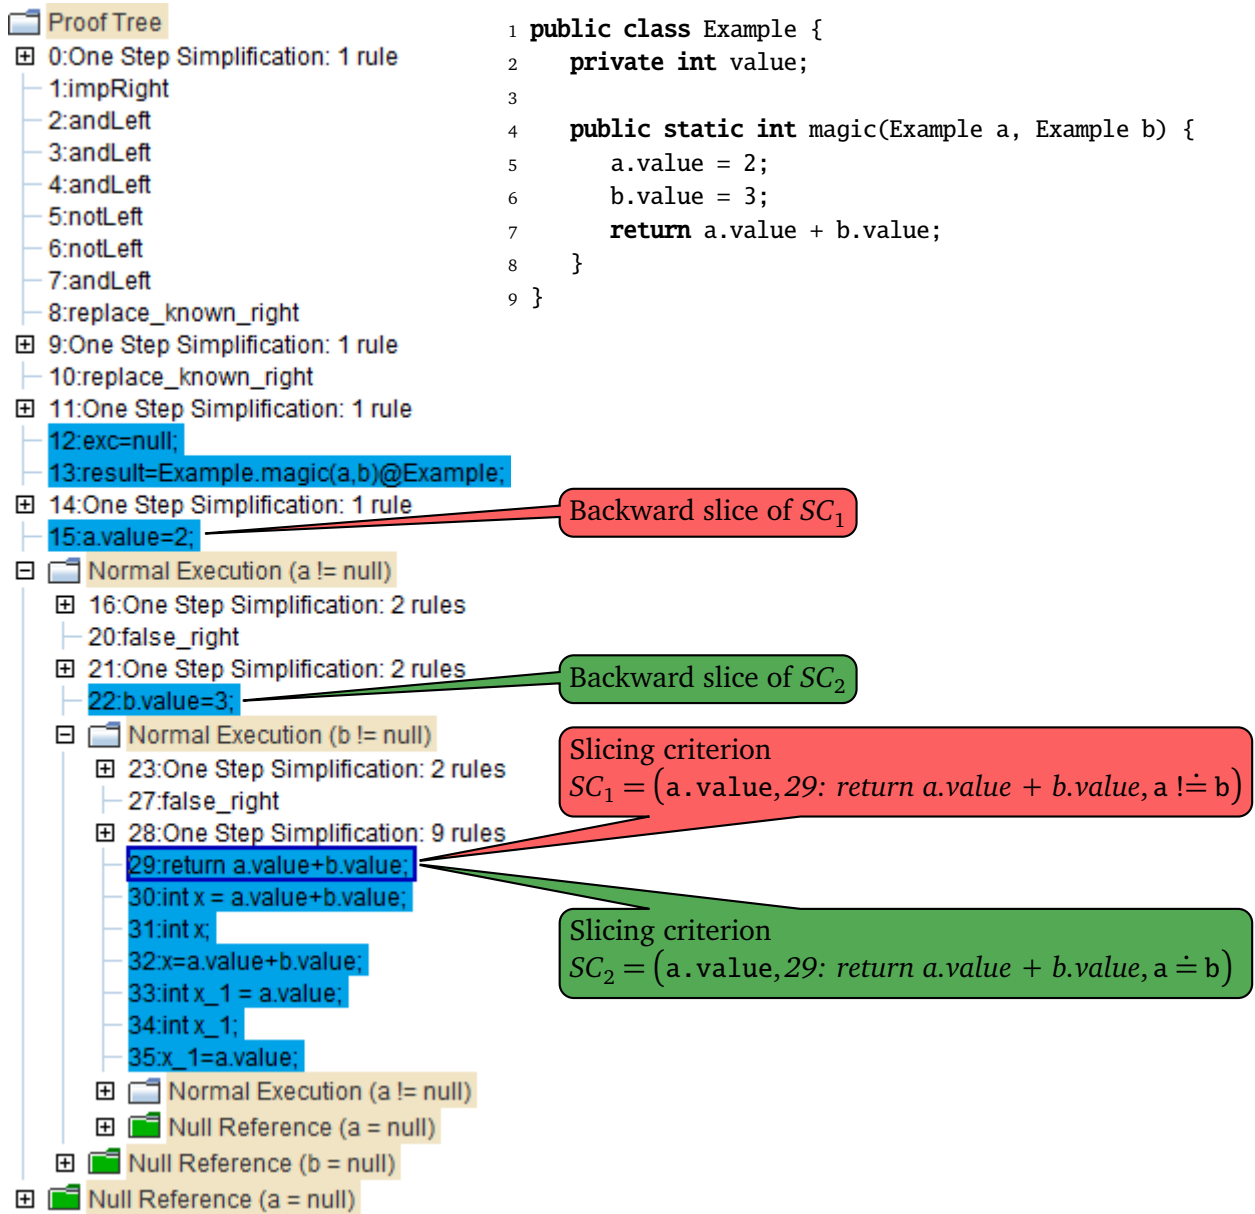 Proof Tree
0:One Step Simplification: 1 rule
1:impRight
2:andLeft
3:andLeft
4:andLeft
5:notLeft
6:notLeft
7:andLeft
8:replace_known_right
9:One Step Simplification: 1 rule
10:replace_known_right
11:One Step Simplification: 1 rule
12:exc=null;
13:result=Example.magic(a,b)@Example;
14:One Step Simplification: 1 rule
15:a.value=2;
Normal Execution (a != null)
16:One Step Simplification: 2 rules
20:false_right
21:One Step Simplification: 2 rules
22:b.value=3;
Normal Execution (b != null)
23:One Step Simplification: 2 rules
27:false_right
28:One Step Simplification: 9 rules
29:return a.value+b.value;
30:int x = a.value+b.value;
31:int x;
32:x=a.value+b.value;
33:int x_1 = a.value;
34:int x_1;
35:x_1=a.value;
Normal Execution (a != null)
Null Reference (a = null)
Null Reference (b = null)
Null Reference (a = null)
1 public class Example {
2 private int value;
3
4 public static int magic(Example a, Example b) {
5 a.value = 2;
6 b.value = 3;
7 return a.value + b.value;
8 }
9 }
Backward slice of SC₁
Backward slice of SC₂
Slicing criterion
SC₁ = (a.value, 29: return a.value + b.value, a !≐ b)
Slicing criterion
SC₂ = (a.value, 29: return a.value + b.value, a ≐ b)